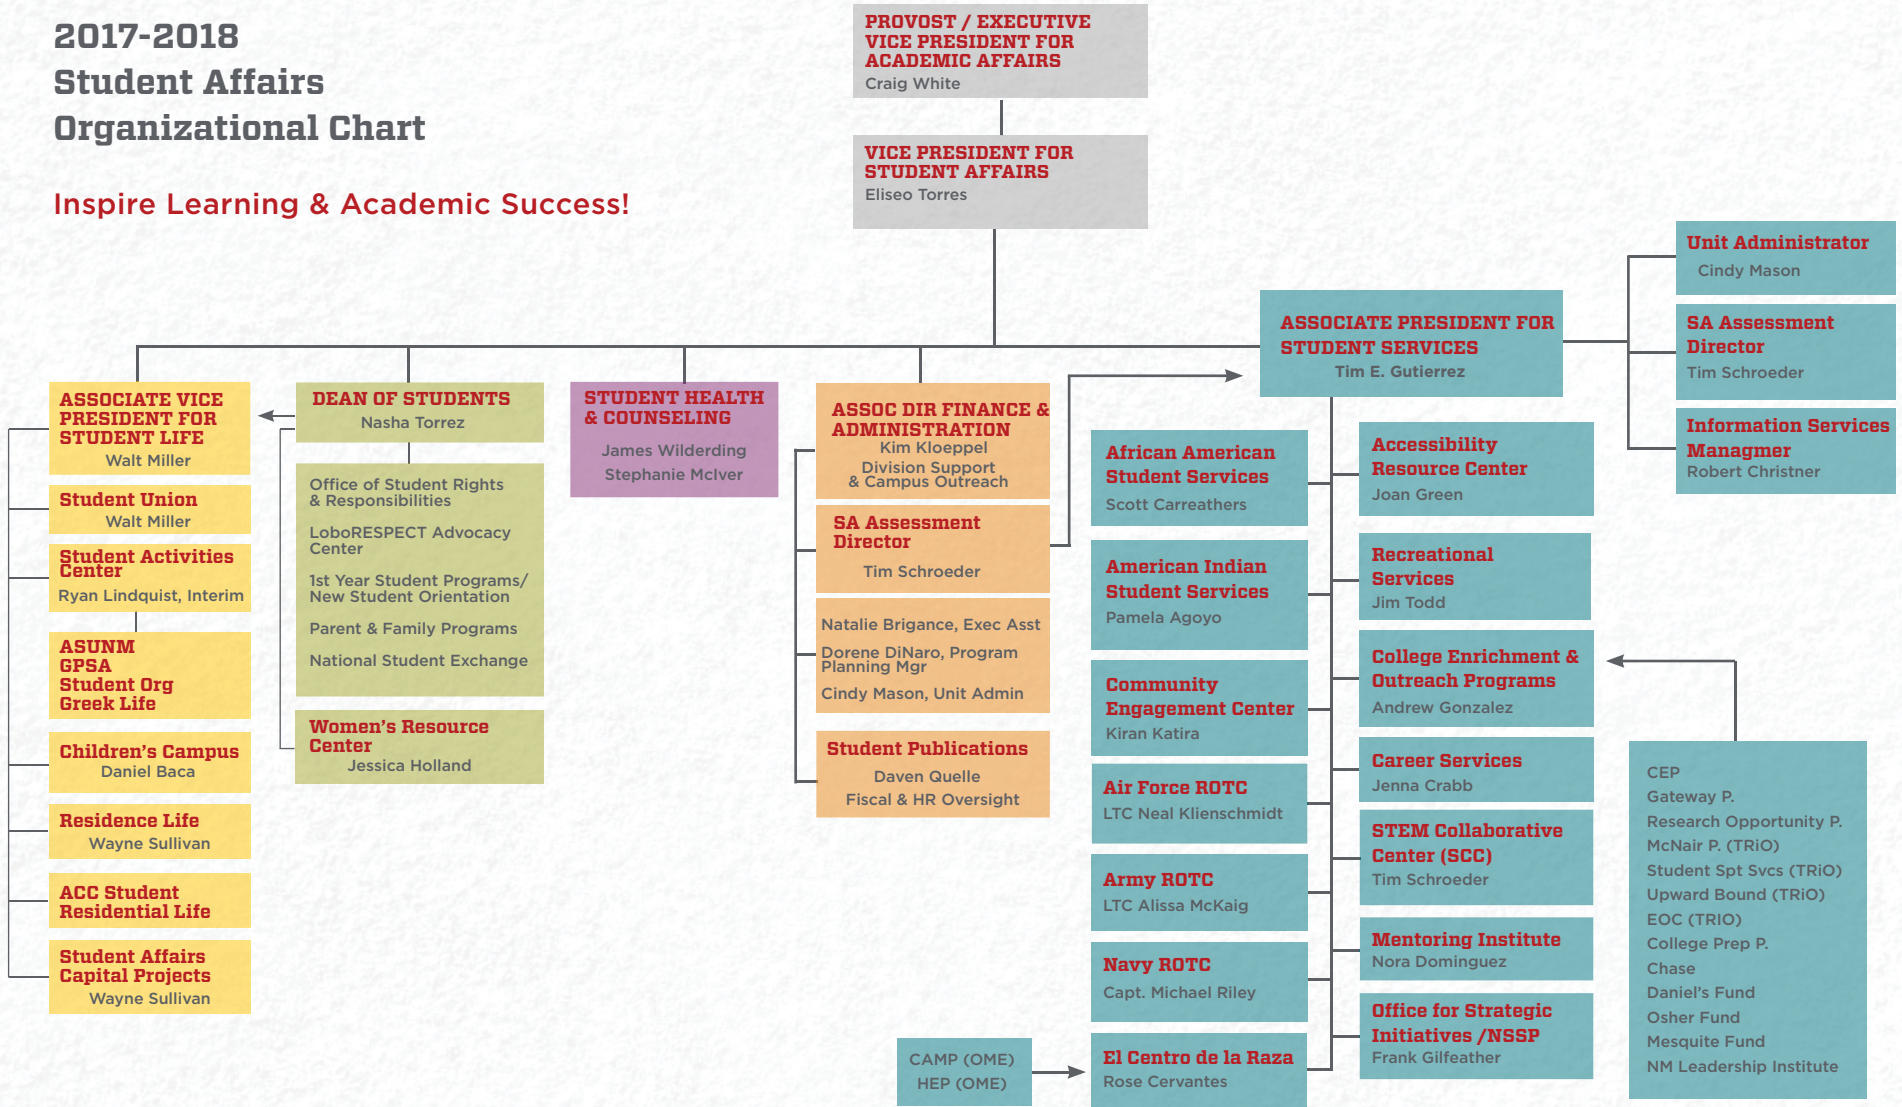 2017-2018
Student Affairs
Organizational Chart
Inspire Learning & Academic Success!
PROVOST / EXECUTIVE
VICE PRESIDENT FOR
ACADEMIC AFFAIRS
Craig White
VICE PRESIDENT FOR
STUDENT AFFAIRS
Eliseo Torres
ASSOCIATE VICE
PRESIDENT FOR
STUDENT LIFE
Walt Miller
Student Union
Walt Miller
Student Activities
Center
Ryan Lindquist, Interim
ASUNM
GPSA
Student Org
Greek Life
Children's Campus
Daniel Baca
Residence Life
Wayne Sullivan
ACC Student
Residential Life
Student Affairs
Capital Projects
Wayne Sullivan
DEAN OF STUDENTS
Nasha Torrez
Office of Student Rights
& Responsibilities
LoboRESPECT Advocacy
Center
1st Year Student Programs/
New Student Orientation
Parent & Family Programs
National Student Exchange
Women's Resource
Center
Jessica Holland
STUDENT HEALTH
& COUNSELING
James Wilderding
Stephanie McIver
ASSOC DIR FINANCE &
ADMINISTRATION
Kim Kloeppel
Division Support
& Campus Outreach
SA Assessment
Director
Tim Schroeder
Natalie Brigance, Exec Asst
Dorene DiNaro, Program
Planning Mgr
Cindy Mason, Unit Admin
Student Publications
Daven Quelle
Fiscal & HR Oversight
ASSOCIATE PRESIDENT FOR
STUDENT SERVICES
Tim E. Gutierrez
Unit Administrator
Cindy Mason
SA Assessment
Director
Tim Schroeder
Information Services
Managmer
Robert Christner
African American
Student Services
Scott Carreathers
American Indian
Student Services
Pamela Agoyo
Community
Engagement Center
Kiran Katira
Air Force ROTC
LTC Neal Klienschmidt
Army ROTC
LTC Alissa McKaig
Navy ROTC
Capt. Michael Riley
El Centro de la Raza
Rose Cervantes
CAMP (OME)
HEP (OME)
Accessibility
Resource Center
Joan Green
Recreational
Services
Jim Todd
College Enrichment &
Outreach Programs
Andrew Gonzalez
Career Services
Jenna Crabb
STEM Collaborative
Center (SCC)
Tim Schroeder
Mentoring Institute
Nora Dominguez
Office for Strategic
Initiatives /NSSP
Frank Gilfeather
CEP
Gateway P.
Research Opportunity P.
McNair P. (TRiO)
Student Spt Svcs (TRiO)
Upward Bound (TRiO)
EOC (TRIO)
College Prep P.
Chase
Daniel's Fund
Osher Fund
Mesquite Fund
NM Leadership Institute